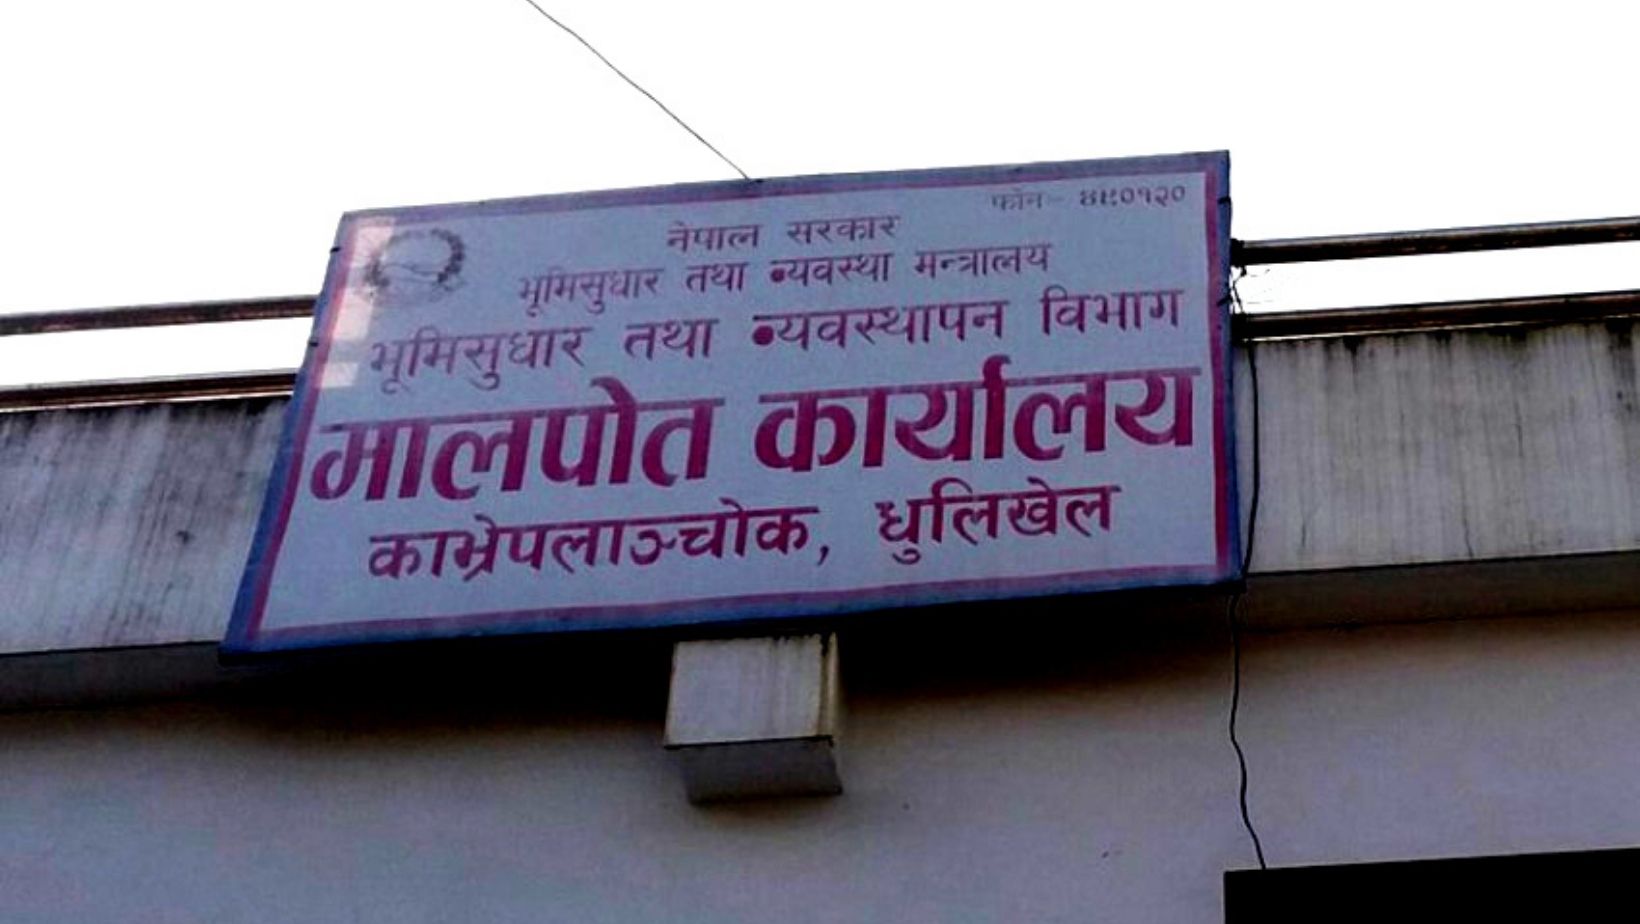 फोन- ४९०१२०
नेपाल सरकार
भूमिसुधार तथा व्यवस्था मन्त्रालय
भूमिसुधार तथा व्यवस्थापन विभाग
मालपोत कार्यालय
काभ्रेपलाञ्चोक, धुलिखेल